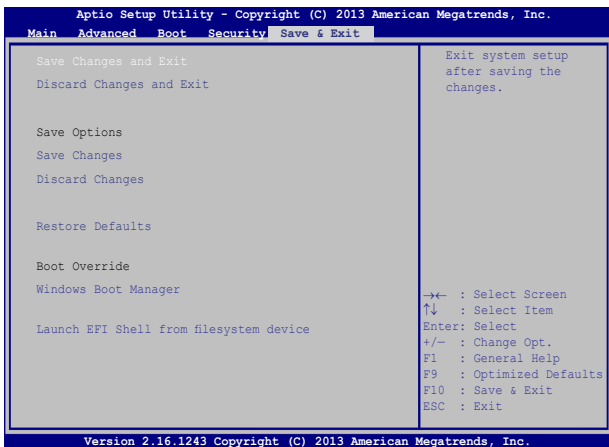 Aptio Setup Utility - Copyright (C) 2013 American Megatrends, Inc.
Main Advanced Boot Security Save & Exit
Save Changes and Exit
Discard Changes and Exit
Save Options
Save Changes
Discard Changes
Restore Defaults
Boot Override
Windows Boot Manager
Launch EFI Shell from filesystem device
Exit system setup
after saving the
changes.
→← : Select Screen
↑↓ : Select Item
Enter: Select
+/— : Change Opt.
F1 : General Help
F9 : Optimized Defaults
F10 : Save & Exit
ESC : Exit
Version 2.16.1243 Copyright (C) 2013 American Megatrends, Inc.